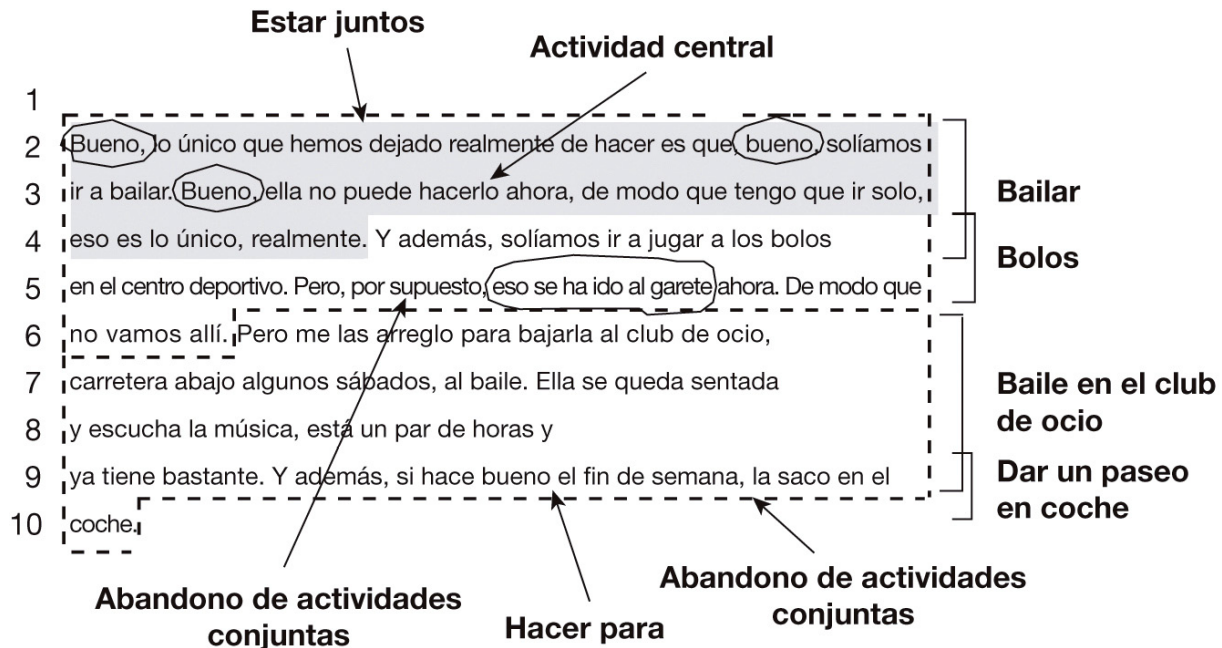 Estar juntos
Actividad central
1
2 Bueno, lo único que hemos dejado realmente de hacer es que, bueno, solíamos
3 ir a bailar. Bueno, ella no puede hacerlo ahora, de modo que tengo que ir solo,
4 eso es lo único, realmente. Y además, solíamos ir a jugar a los bolos
5 en el centro deportivo. Pero, por supuesto, eso se ha ido al garete ahora. De modo que
6 no vamos allí. Pero me las arreglo para bajarla al club de ocio,
7 carretera abajo algunos sábados, al baile. Ella se queda sentada
8 y escucha la música, está un par de horas y
9 ya tiene bastante. Y además, si hace bueno el fin de semana, la saco en el
10 coche.
Bailar
Bolos
Baile en el club
de ocio
Dar un paseo
en coche
Abandono de actividades
conjuntas
Hacer para
Abandono de actividades
conjuntas